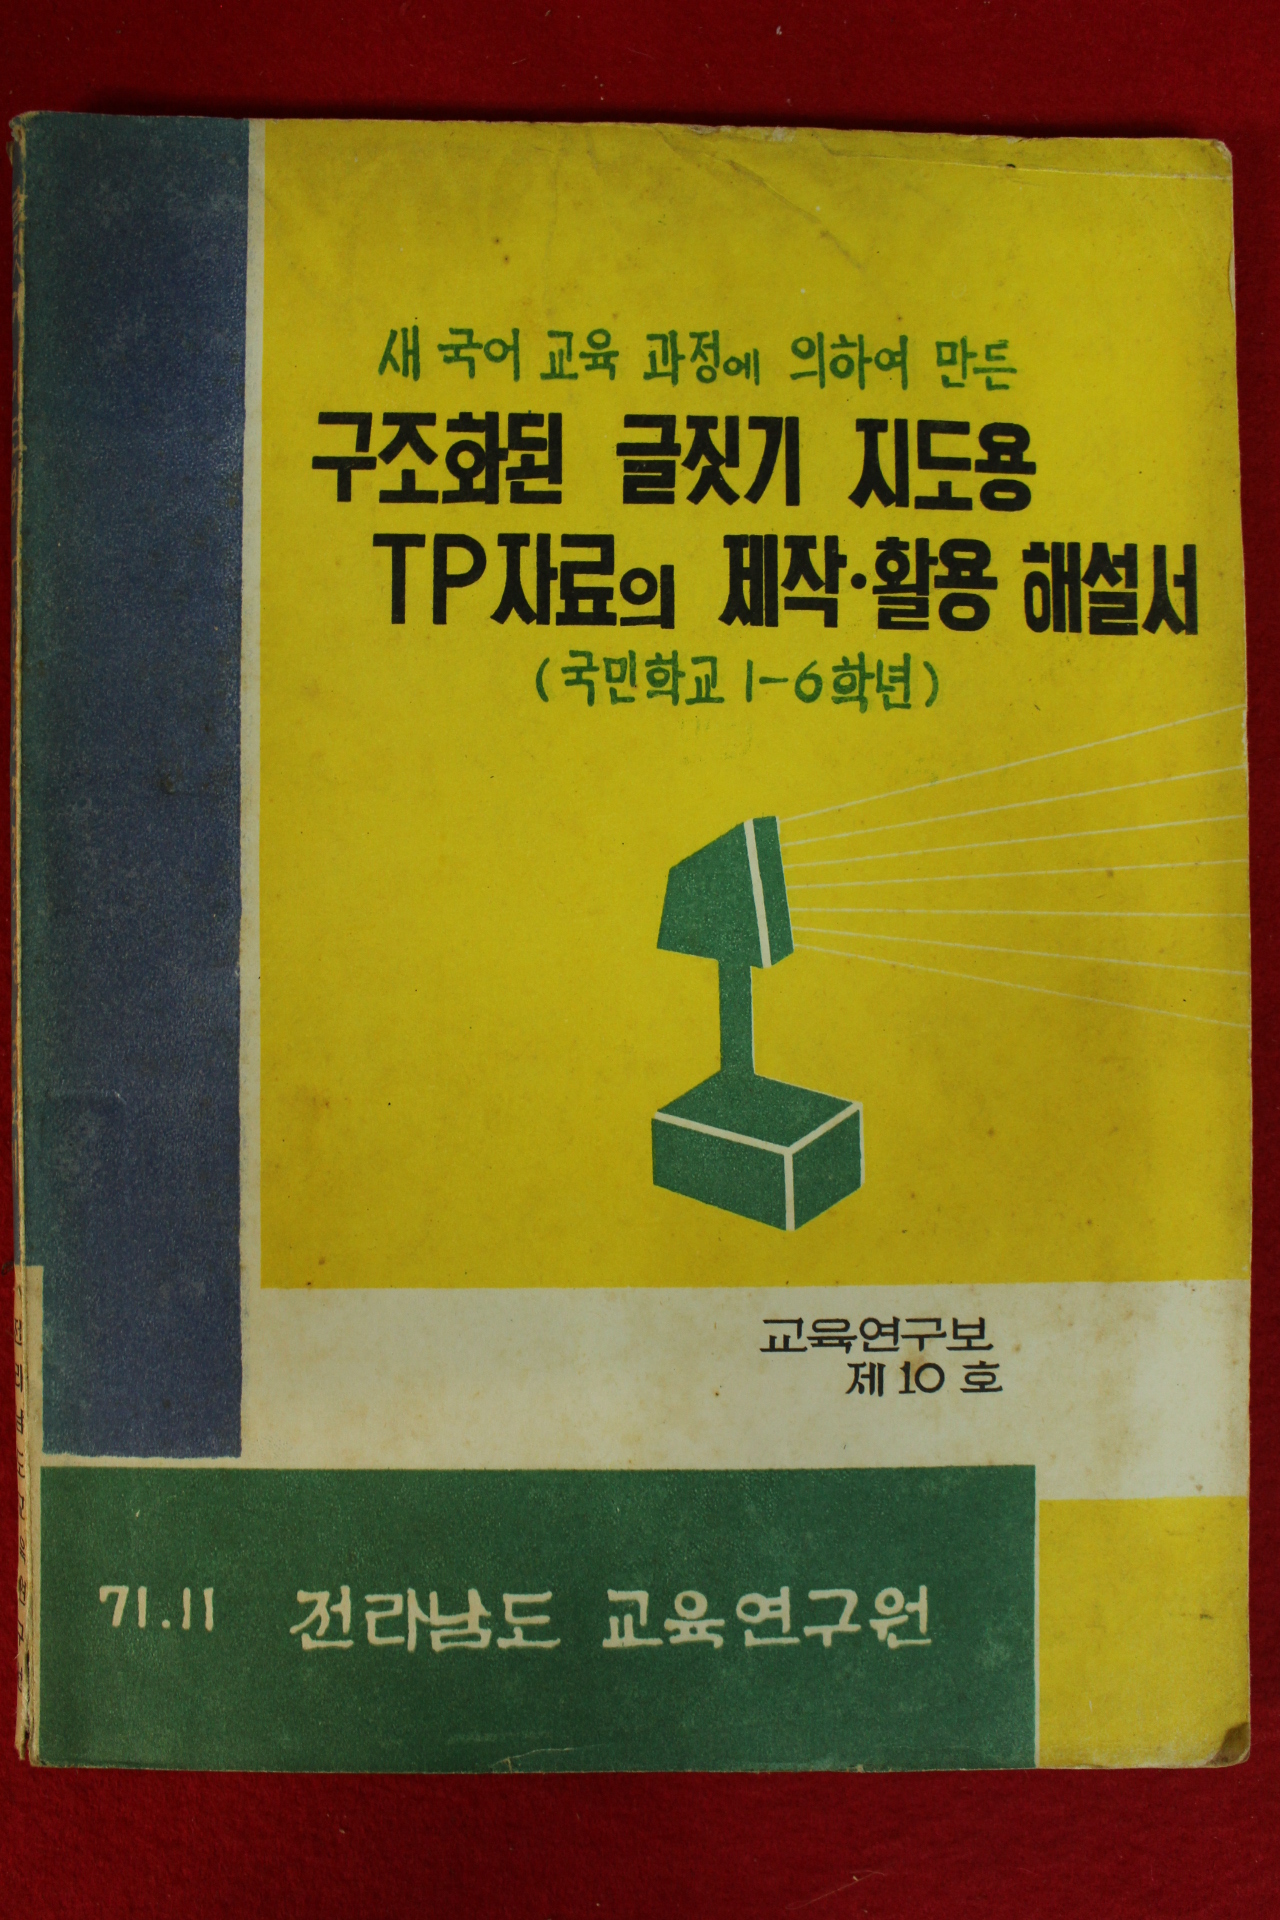 새 국어 교육 과정에 의하여 만든
구조화된 글짓기 지도용
TP자료의 제작·활용 해설서
(국민학교 1-6학년)
교육연구보
제 10 호
71.11 전라남도 교육연구원